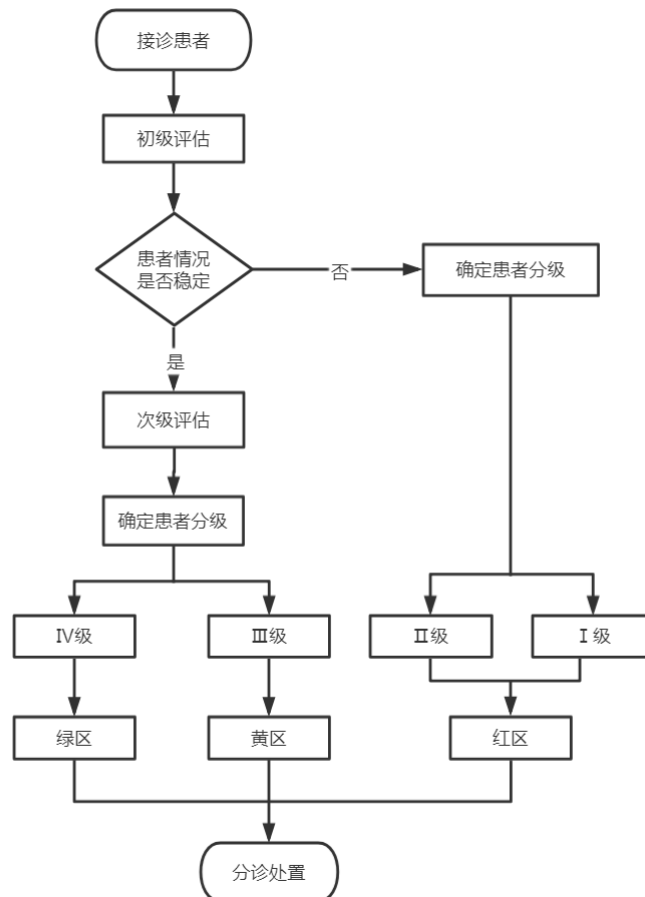 接诊患者
初级评估
患者情况
是否稳定
否
确定患者分级
是
次级评估
确定患者分级
Ⅳ级
Ⅲ级
Ⅱ级
Ⅰ级
绿区
黄区
红区
分诊处置